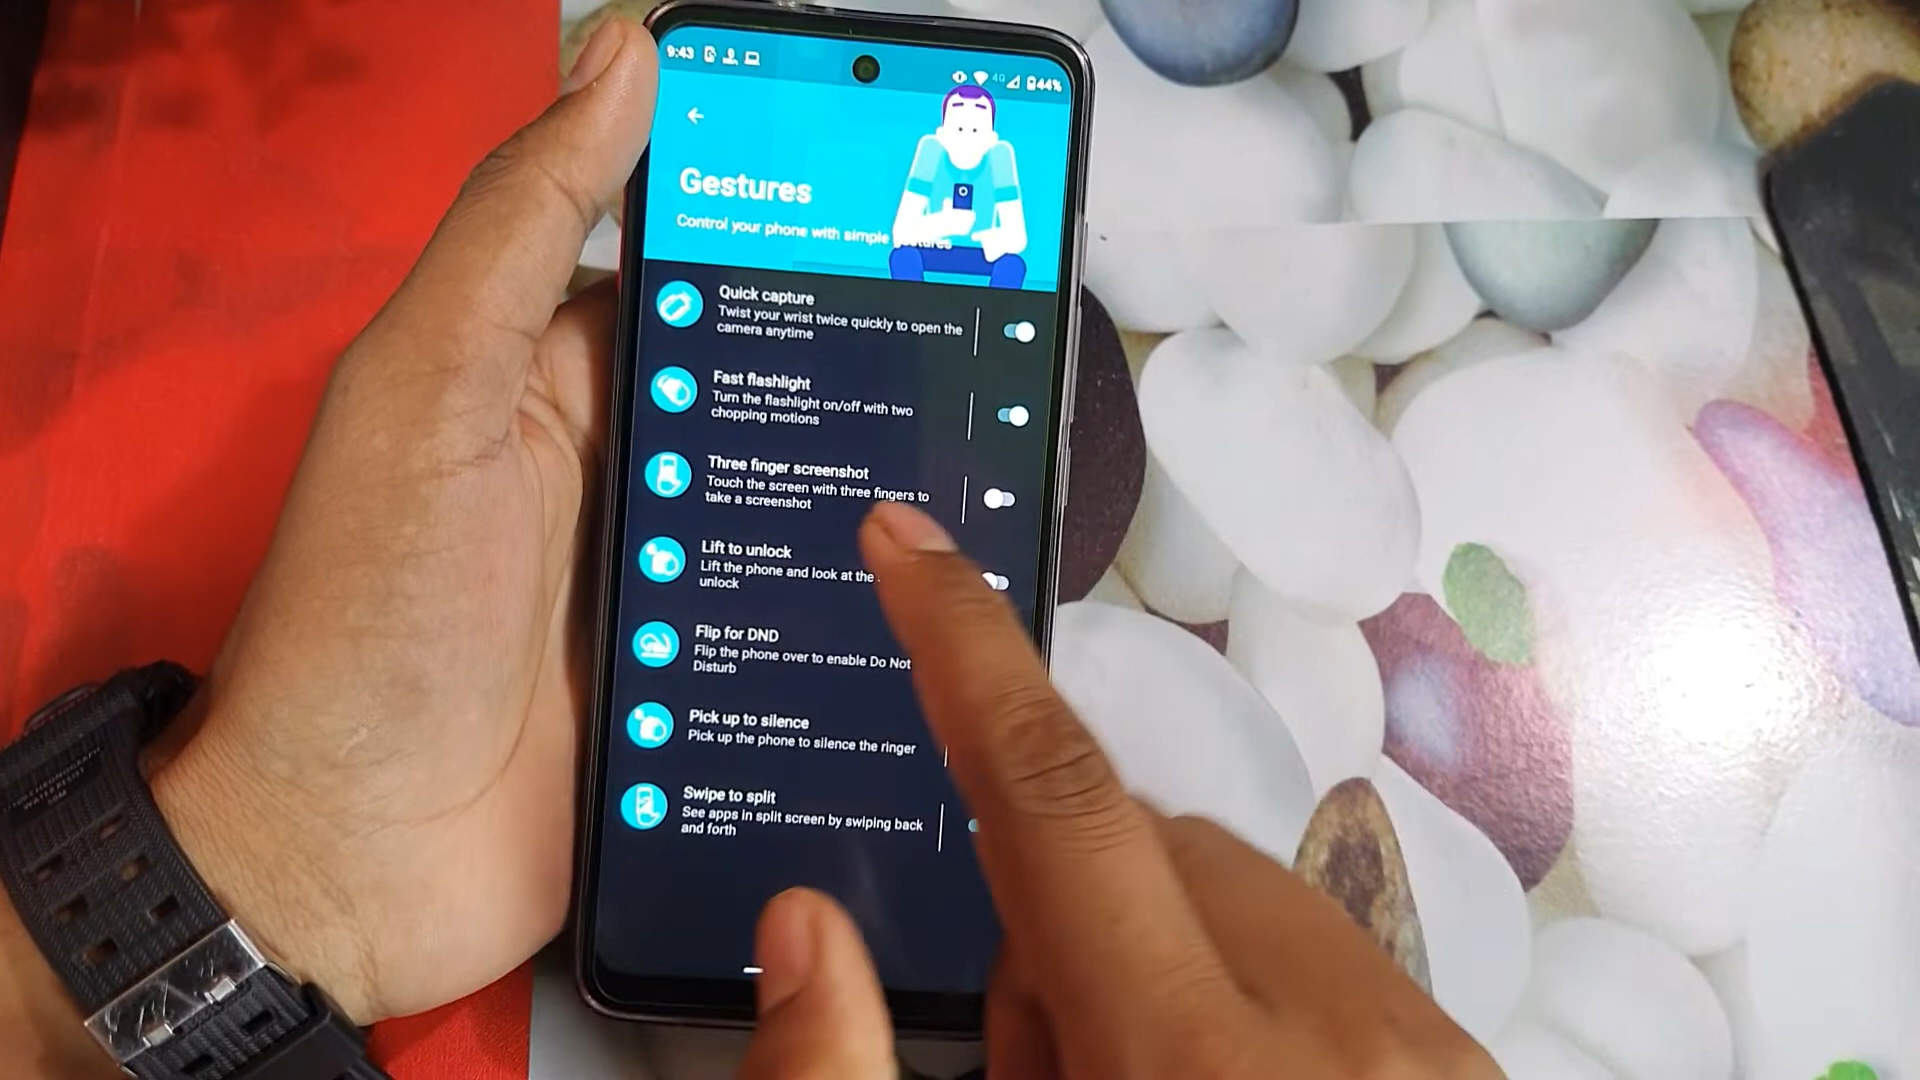 9:43
4G
44%
Gestures
Control your phone with simple gestures
Quick capture
Twist your wrist twice quickly to open the
camera anytime
Fast flashlight
Turn the flashlight on/off with two
chopping motions
Three finger screenshot
Touch the screen with three fingers to
take a screenshot
Lift to unlock
Lift the phone and look at the
unlock
Flip for DND
Flip the phone over to enable Do Not
Disturb
Pick up to silence
Pick up the phone to silence the ringer
Swipe to split
See apps in split screen by swiping back
and forth
WATER RESIST